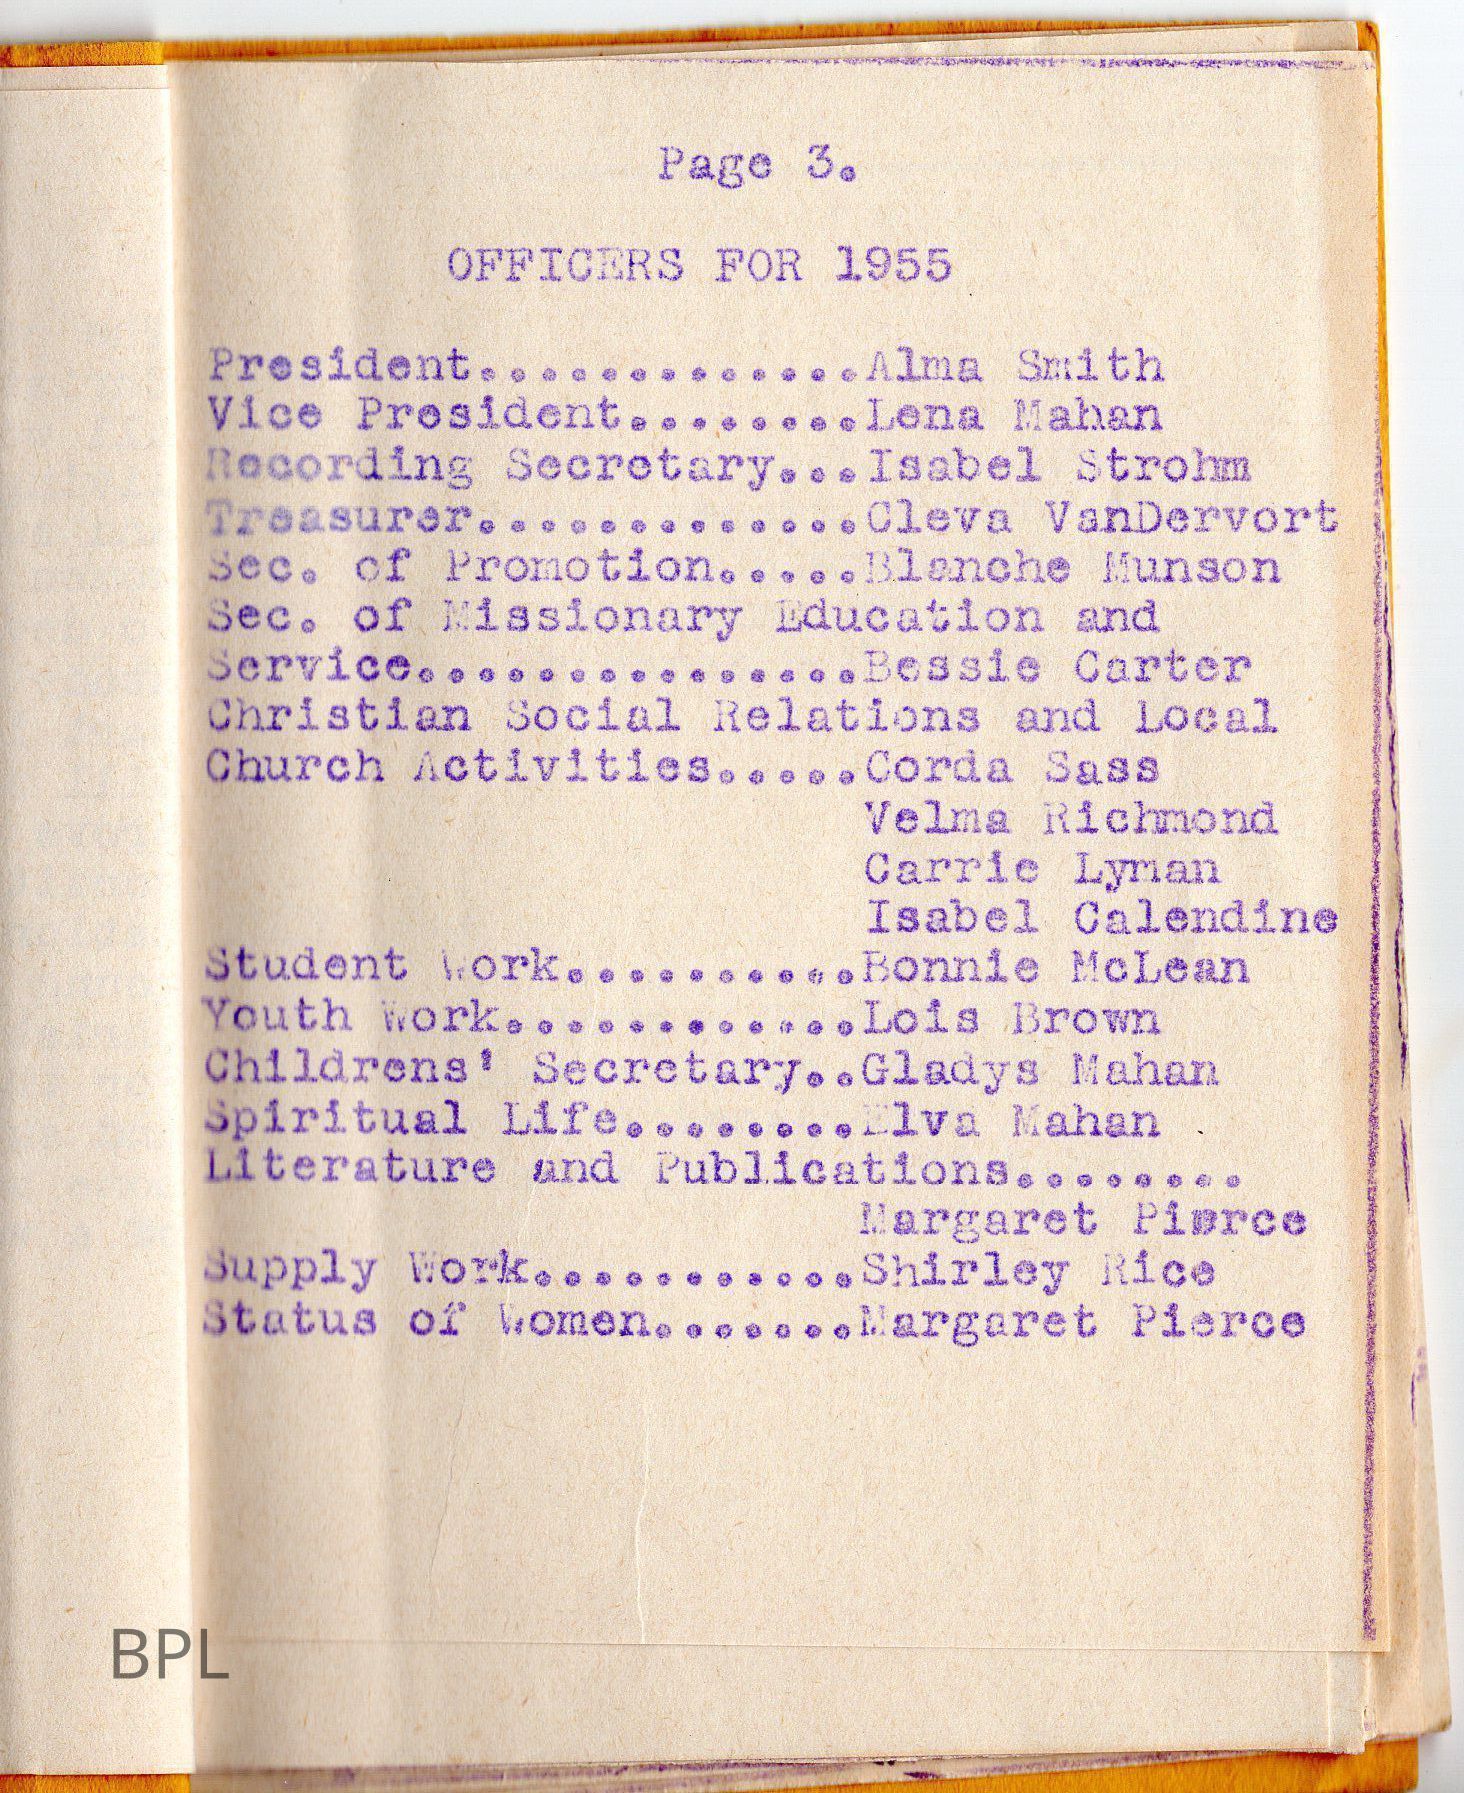 Page 3.
OFFICERS FOR 1955
President.............Alma Smith
Vice President........Lena Mahan
Recording Secretary...Isabel Strohm
Treasurer.............Cleva VanDervort
Sec. of Promotion.....Blanche Munson
Sec. of Missionary Education and
Service...............Bessie Carter
Christian Social Relations and Local
Church Activities.....Corda Sass
Velma Richmond
Carrie Lyman
Isabel Calendine
Student Work..........Bonnie McLean
Youth Work............Lois Brown
Childrens' Secretary..Gladys Mahan
Spiritual Life........Elva Mahan
Literature and Publications........
Margaret Pierce
Supply Work...........Shirley Rice
Status of Women.......Margaret Pierce
BPL